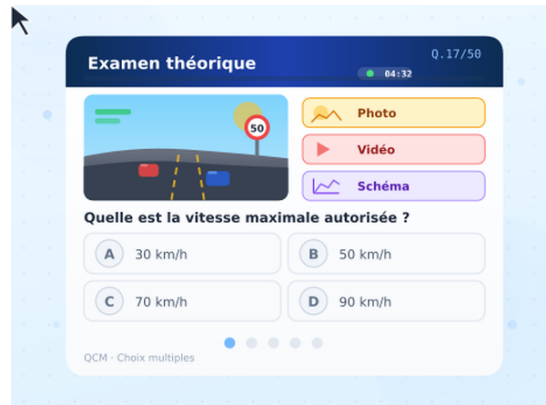 Examen théorique
Q.17/50
04:32
50
Photo
Vidéo
Schéma
Quelle est la vitesse maximale autorisée ?
A 30 km/h
B 50 km/h
C 70 km/h
D 90 km/h
QCM · Choix multiples